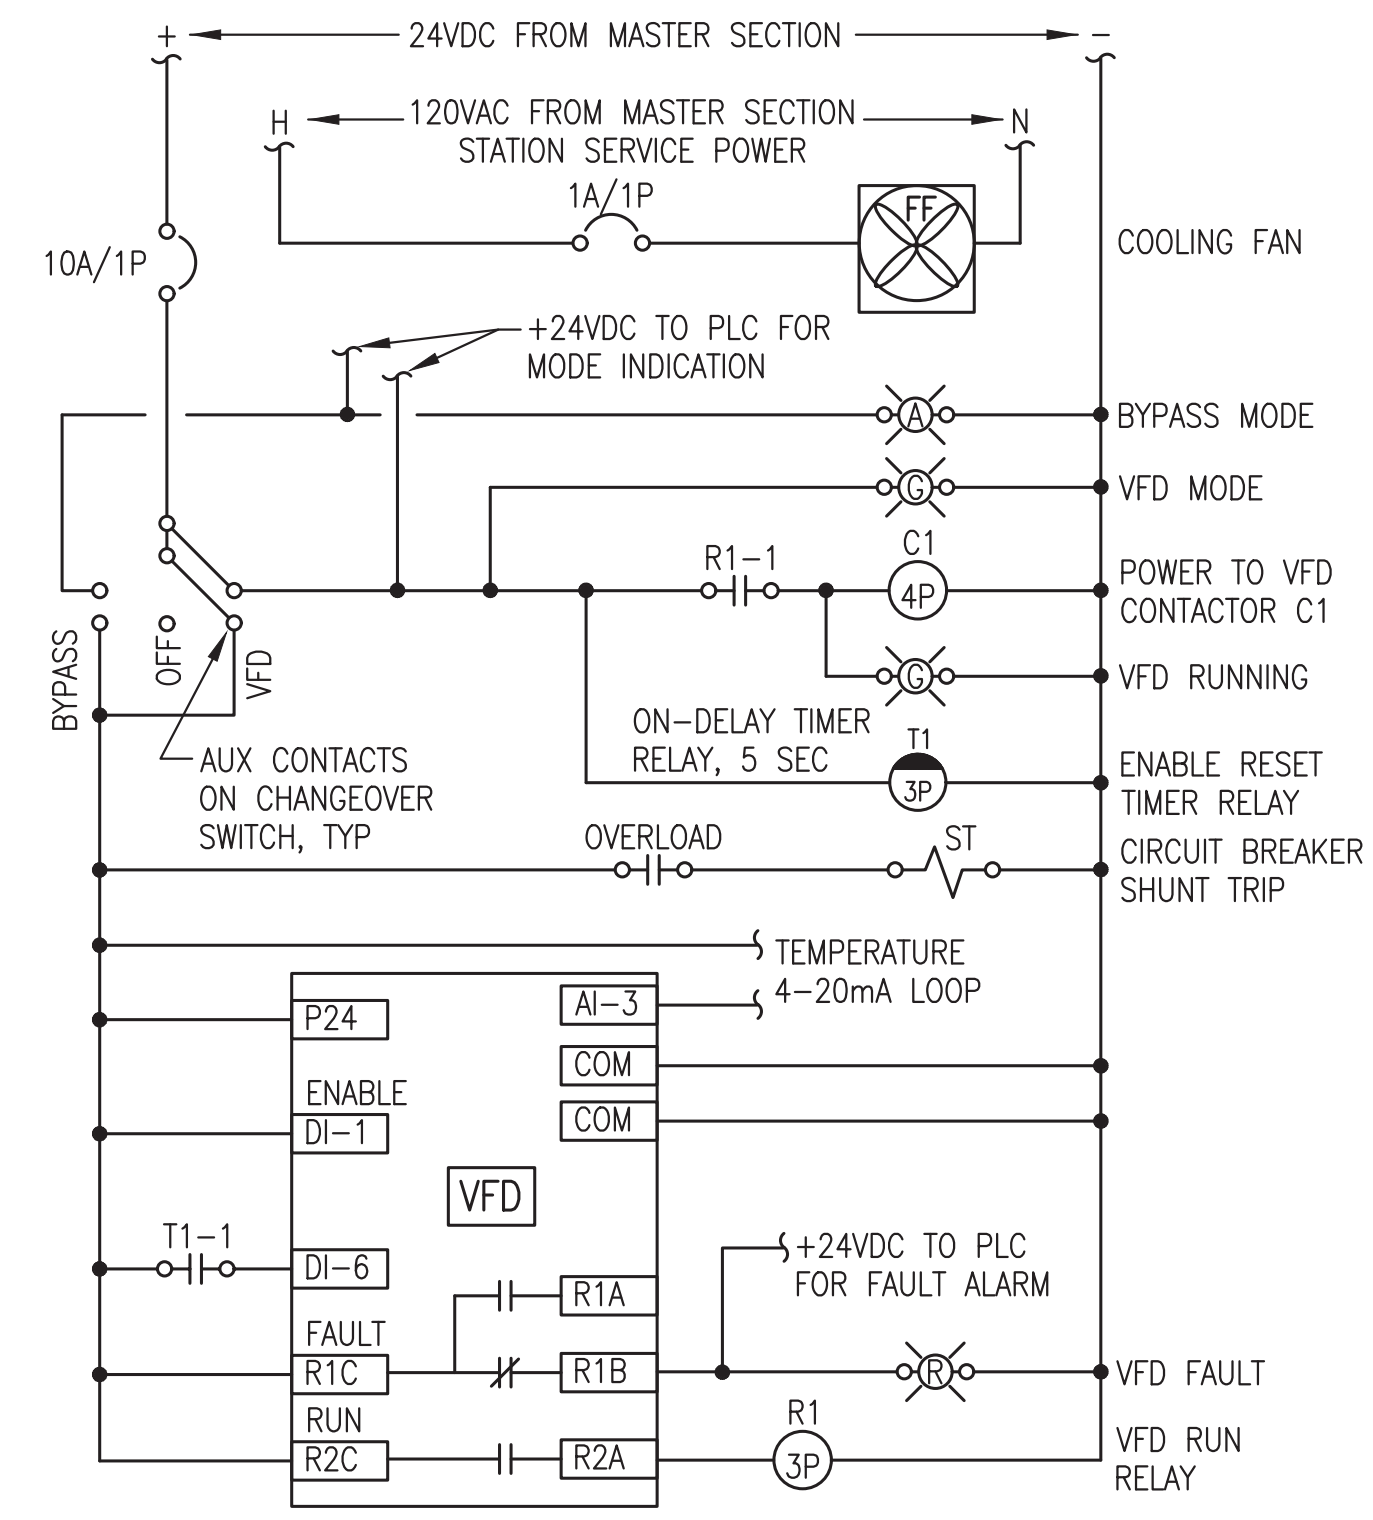 + 24VDC FROM MASTER SECTION −
H 120VAC FROM MASTER SECTION N
STATION SERVICE POWER
1A/1P
FF
10A/1P
COOLING FAN
+24VDC TO PLC FOR
MODE INDICATION
A
BYPASS MODE
G
VFD MODE
R1-1
C1
4P
POWER TO VFD
CONTACTOR C1
BYPASS
OFF
VFD
G
VFD RUNNING
ON-DELAY TIMER
RELAY, 5 SEC
T1
3P
ENABLE RESET
TIMER RELAY
AUX CONTACTS
ON CHANGEOVER
SWITCH, TYP
OVERLOAD
ST
CIRCUIT BREAKER
SHUNT TRIP
TEMPERATURE
4-20mA LOOP
P24
AI-3
COM
ENABLE
DI-1
COM
VFD
T1-1
DI-6
+24VDC TO PLC
FOR FAULT ALARM
R1A
FAULT
R1C
R1B
R
VFD FAULT
RUN
R2C
R2A
R1
3P
VFD RUN
RELAY